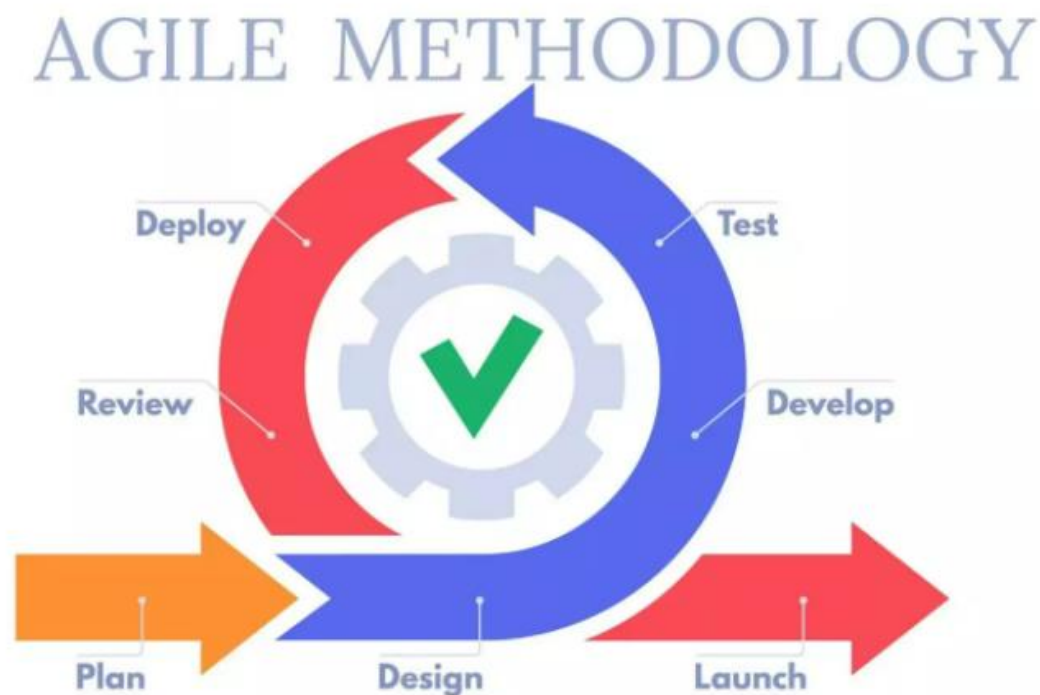 AGILE METHODOLOGY
Deploy
Test
Review
Develop
Plan
Design
Launch